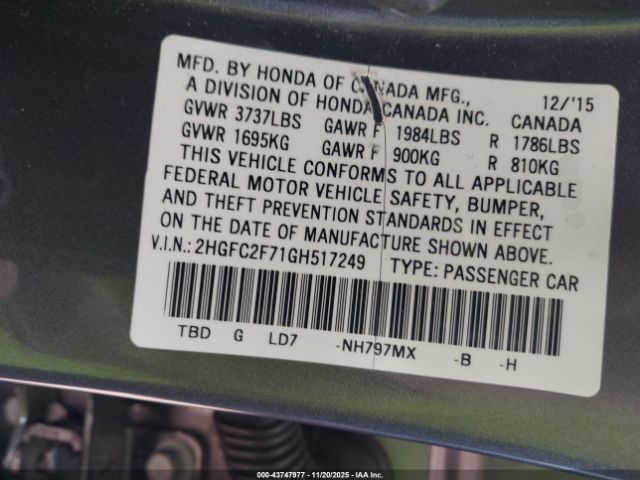 MFD. BY HONDA OF CANADA MFG.,
A DIVISION OF HONDA CANADA INC. 12/'15
GVWR 3737LBS GAWR F 1984LBS CANADA R 1786LBS
GVWR 1695KG GAWR F 900KG R 810KG
THIS VEHICLE CONFORMS TO ALL APPLICABLE
FEDERAL MOTOR VEHICLE SAFETY, BUMPER,
AND THEFT PREVENTION STANDARDS IN EFFECT
ON THE DATE OF MANUFACTURE SHOWN ABOVE.
V.I.N.: 2HGFC2F71GH517249 TYPE: PASSENGER CAR
TBD G LD7 -NH797MX -B -H
000-43747977 - 11/20/2025 - IAA Inc.